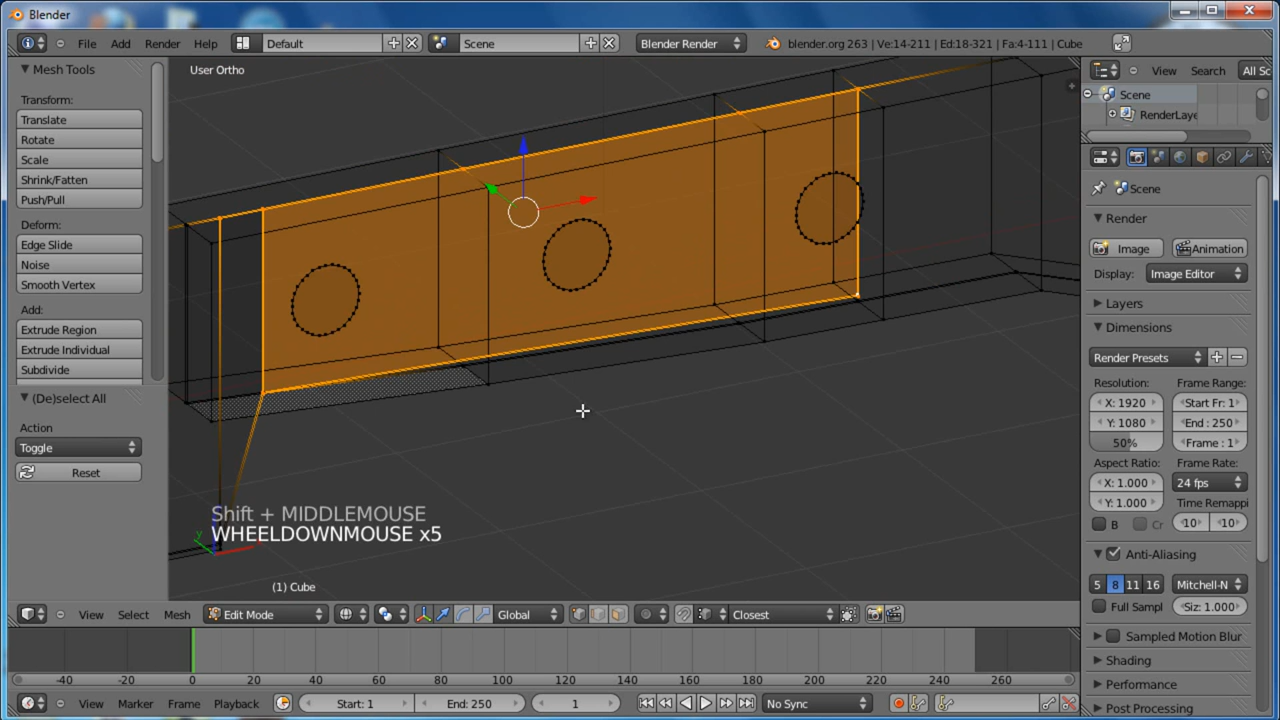 Blender
File Add Render Help Default Scene Blender Render blender.org 263 | Ve:14-211 | Ed:18-321 | Fa:4-111 | Cube
Mesh Tools
Transform:
Translate
Rotate
Scale
Shrink/Fatten
Push/Pull
Deform:
Edge Slide
Noise
Smooth Vertex
Add:
Extrude Region
Extrude Individual
Subdivide
(De)select All
Action
Toggle
Reset
User Ortho
Shift + MIDDLEMOUSE
WHEELDOWNMOUSE x5
y
(1) Cube
View Search All Sc
Scene
RenderLaye
Scene
Render
Image Animation
Display: Image Editor
Layers
Dimensions
Render Presets
Resolution: Frame Range:
X: 1920 Start Fr: 1
Y: 1080 End : 250
50% Frame : 1
Aspect Ratio: Frame Rate:
X: 1.000 24 fps
Y: 1.000 Time Remappi
B Cr 10 10
Anti-Aliasing
5 8 11 16 Mitchell-N
Full Sampl Siz: 1.000
Sampled Motion Blur
Shading
Performance
Post Processing
View Select Mesh Edit Mode Global Closest
-40 -20 0 20 40 60 80 100 120 140 160 180 200 220 240 260
View Marker Frame Playback Start: 1 End: 250 1 No Sync